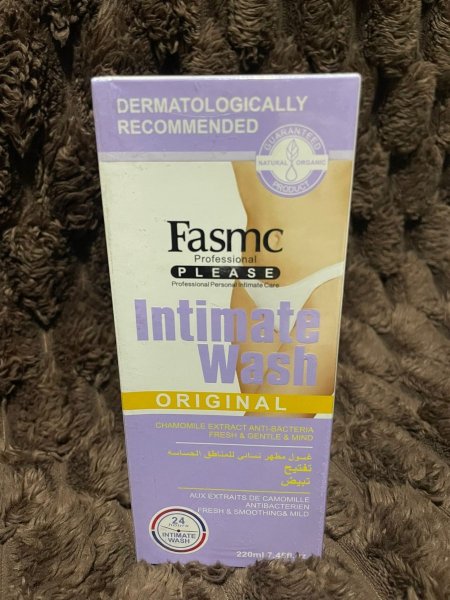 DERMATOLOGICALLY
RECOMMENDED
GUARANTEED
NATURAL ORGANIC
PRODUCT
Fasmc
Professional
PLEASE
Professional Personal Intimate Care
Intimate
Wash
ORIGINAL
CHAMOMILE EXTRACT ANTI-BACTERIA
FRESH & GENTLE & MIND
غسول مطهر نسائي للمناطق الحساسه
تفتيح
تبيض
AUX EXTRAITS DE CAMOMILLE
ANTIBACTERIEN
FRESH & SMOOTHING& MILD
24
hours
INTIMATE
WASH
220ml